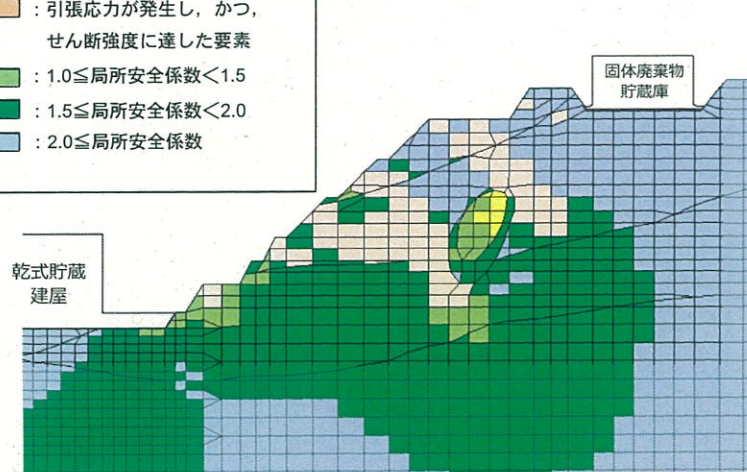 ：引張応力が発生し，かつ，
せん断強度に達した要素
：1.0≦局所安全係数＜1.5
：1.5≦局所安全係数＜2.0
：2.0≦局所安全係数
固体廃棄物
貯蔵庫
乾式貯蔵
建屋